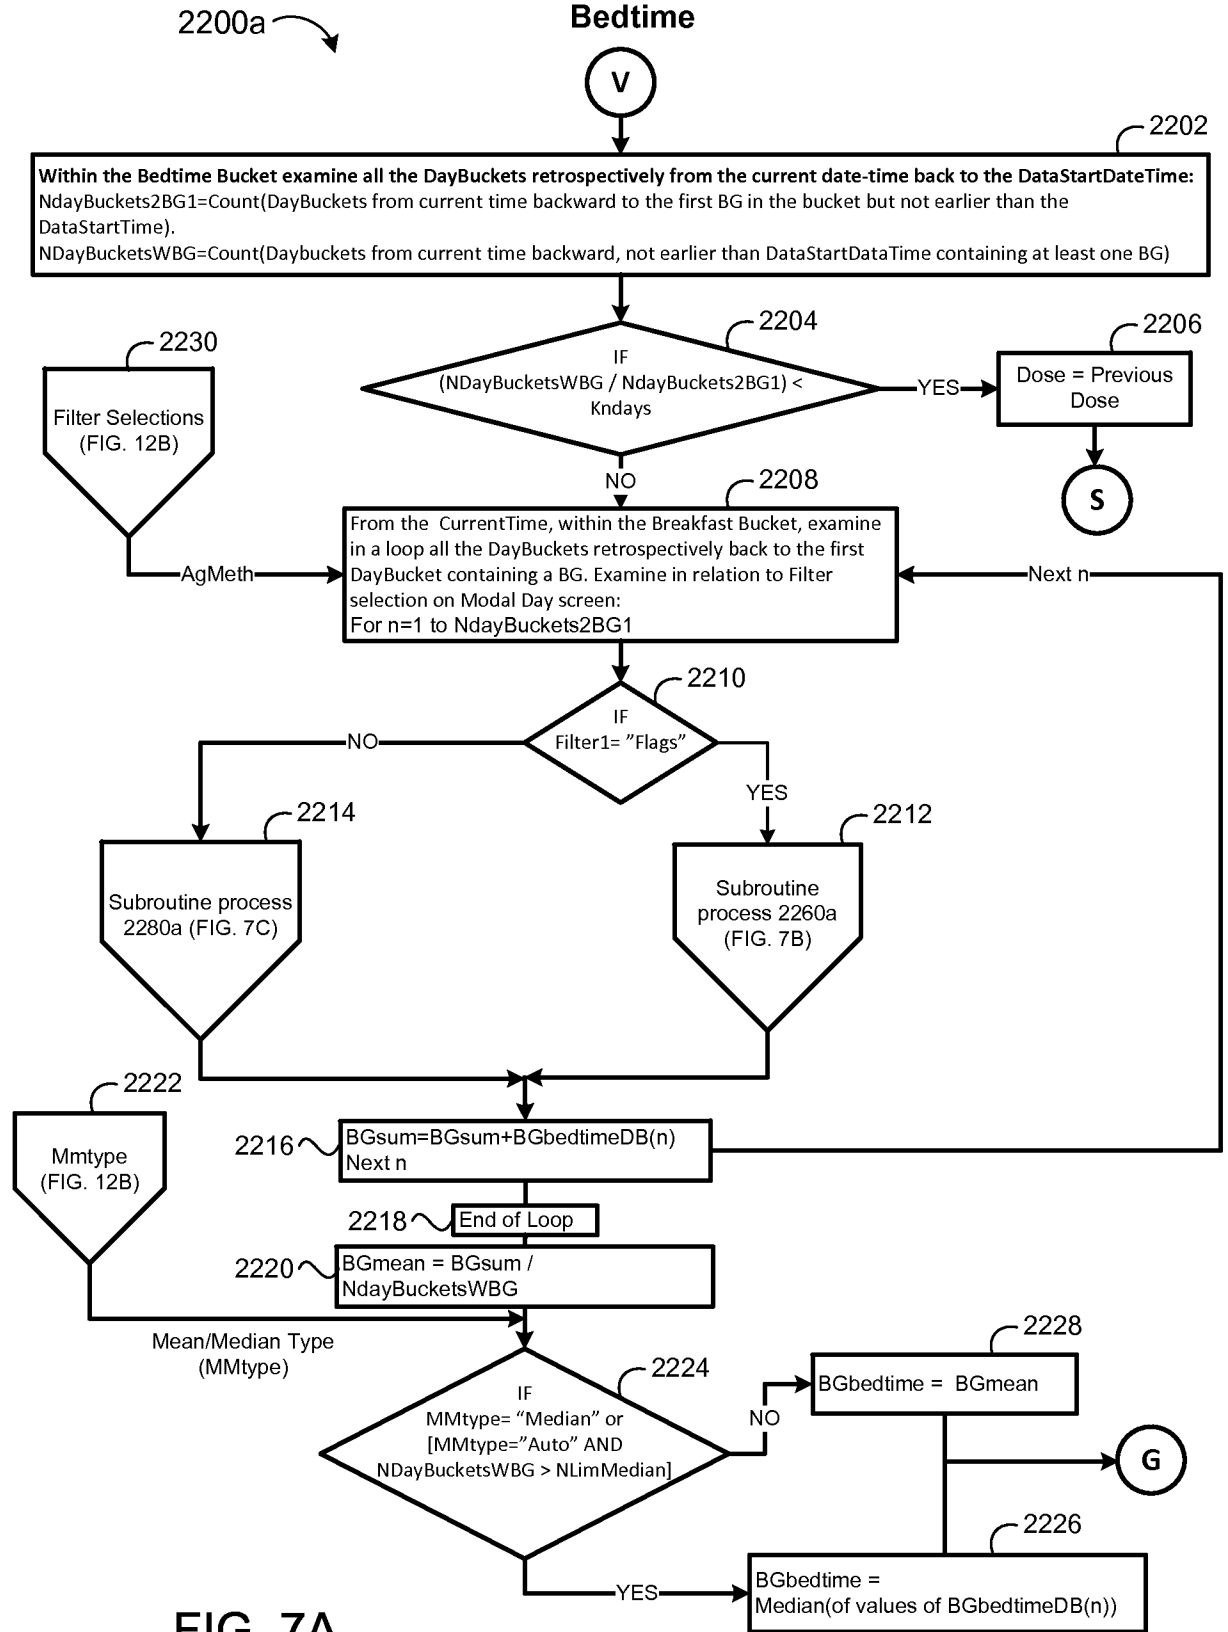 2200a
Bedtime
V
2202
Within the Bedtime Bucket examine all the DayBuckets retrospectively from the current date-time back to the DataStartDateTime:
NdayBuckets2BG1=Count(DayBuckets from current time backward to the first BG in the bucket but not earlier than the
DataStartTime).
NDayBucketsWBG=Count(Daybuckets from current time backward, not earlier than DataStartDataTime containing at least one BG)
2204
IF
(NDayBucketsWBG / NdayBuckets2BG1) <
Kndays
YES
2206
Dose = Previous
Dose
S
2230
Filter Selections
(FIG. 12B)
NO
2208
From the  CurrentTime, within the Breakfast Bucket, examine
in a loop all the DayBuckets retrospectively back to the first
DayBucket containing a BG. Examine in relation to Filter
selection on Modal Day screen:
For n=1 to NdayBuckets2BG1
AgMeth
Next n
2210
IF
Filter1= ”Flags”
NO
YES
2214
Subroutine process
2280a (FIG. 7C)
2212
Subroutine
process 2260a
(FIG. 7B)
2222
Mmtype
(FIG. 12B)
2216
BGsum=BGsum+BGbedtimeDB(n)
Next n
2218
End of Loop
2220
BGmean = BGsum /
NdayBucketsWBG
Mean/Median Type
(MMtype)
2224
IF
MMtype= “Median” or
[MMtype=”Auto” AND
NDayBucketsWBG > NLimMedian]
NO
2228
BGbedtime =  BGmean
G
2226
YES
BGbedtime =
Median(of values of BGbedtimeDB(n))
FIG. 7A